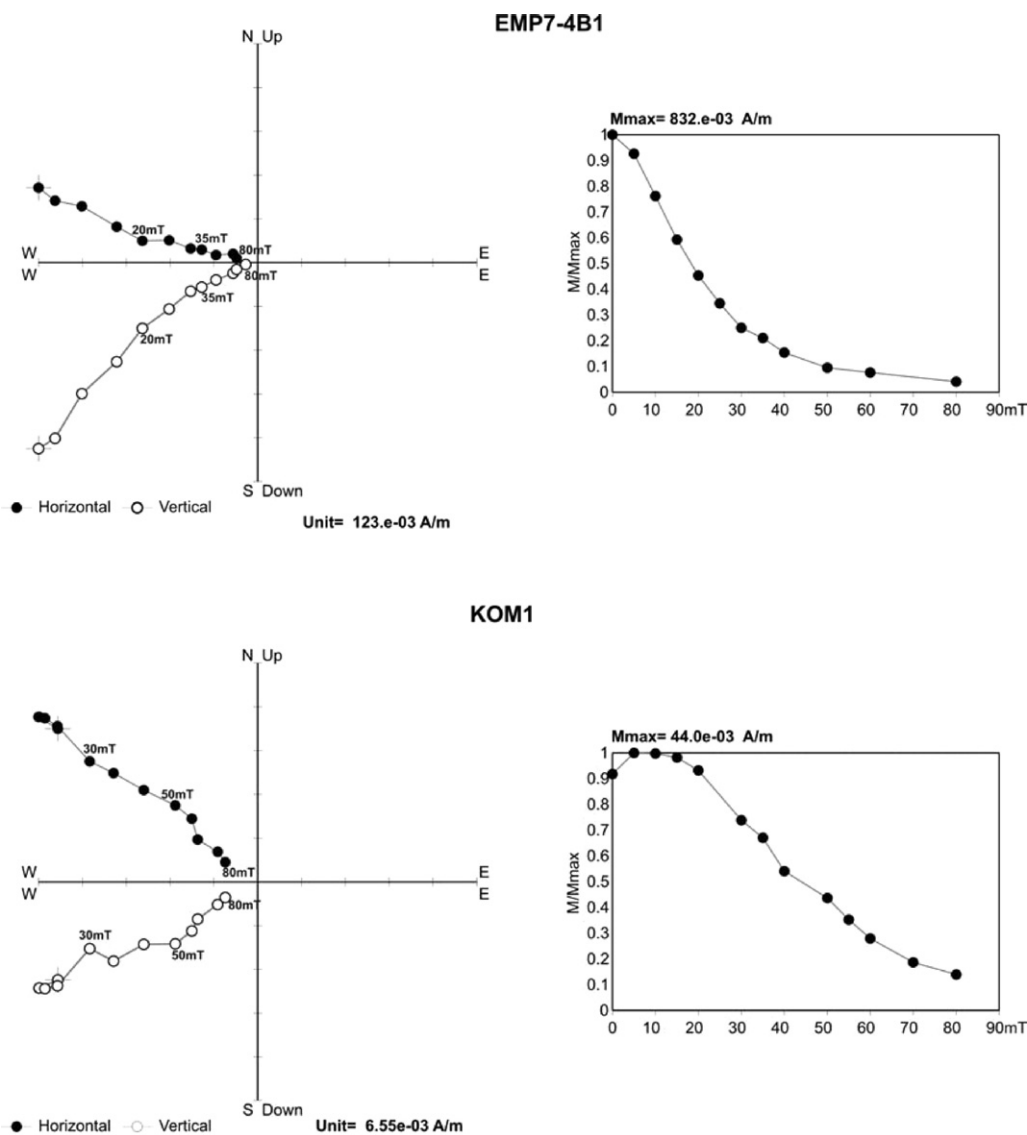 EMP7-4B1
N Up
W
W
E
E
20mT
35mT
80mT
80mT
35mT
20mT
S Down
Horizontal
Vertical
Unit= 123.e-03 A/m
Mmax= 832.e-03 A/m
M/Mmax
1
0.9
0.8
0.7
0.6
0.5
0.4
0.3
0.2
0.1
0
0 10 20 30 40 50 60 70 80 90mT
KOM1
N Up
W
W
E
E
30mT
50mT
80mT
80mT
30mT
50mT
S Down
Horizontal
Vertical
Unit= 6.55e-03 A/m
Mmax= 44.0e-03 A/m
M/Mmax
1
0.9
0.8
0.7
0.6
0.5
0.4
0.3
0.2
0.1
0
0 10 20 30 40 50 60 70 80 90mT